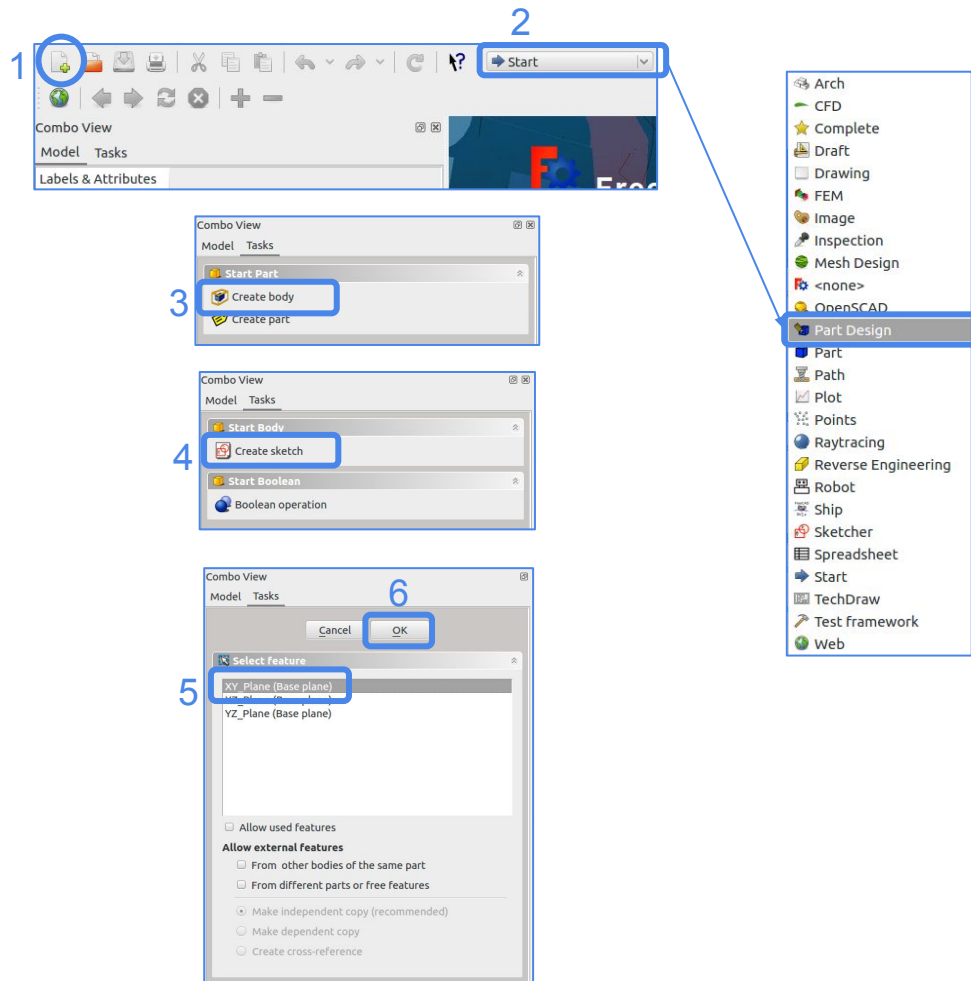 2
1
Start
Combo View
Model Tasks
Labels & Attributes
Arch
CFD
Complete
Draft
Drawing
FEM
Image
Inspection
Mesh Design
<none>
OpenSCAD
Part Design
Part
Path
Plot
Points
Raytracing
Reverse Engineering
Robot
Ship
Sketcher
Spreadsheet
Start
TechDraw
Test framework
Web
Combo View
Model Tasks
Start Part
3
Create body
Create part
Combo View
Model Tasks
Start Body
4
Create sketch
Start Boolean
Boolean operation
Combo View
Model Tasks
6
Cancel OK
Select feature
5
XY_Plane (Base plane)
YZ_Plane (Base plane)
Allow used features
Allow external features
From other bodies of the same part
From different parts or free features
Make independent copy (recommended)
Make dependent copy
Create cross-reference